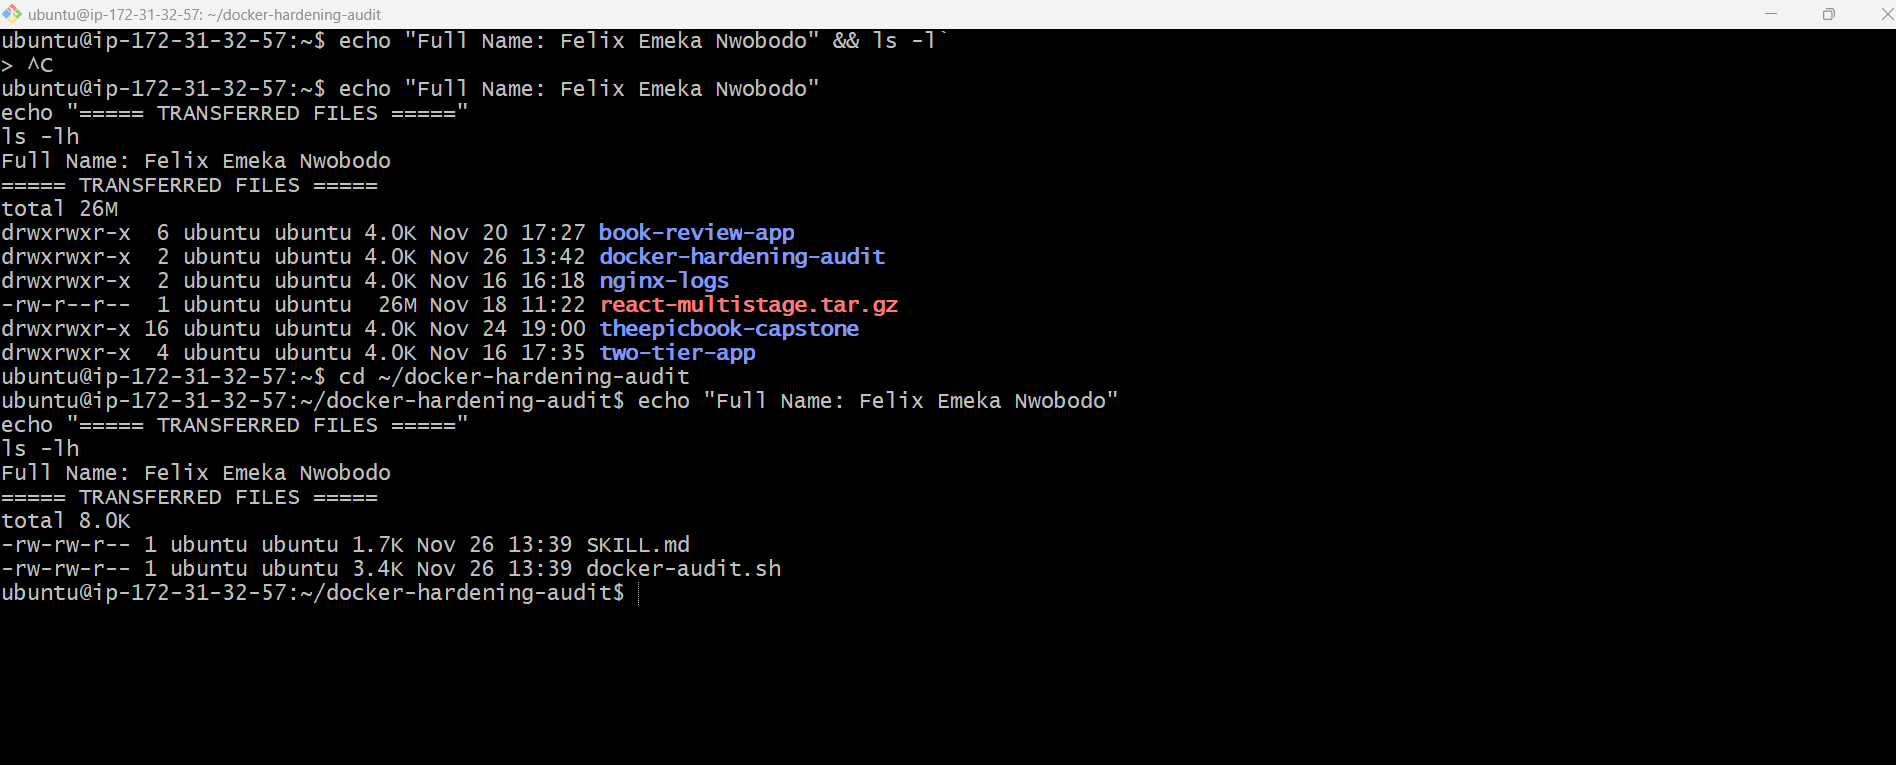 ubuntu@ip-172-31-32-57: ~/docker-hardening-audit
ubuntu@ip-172-31-32-57:~$ echo "Full Name: Felix Emeka Nwobodo" && ls -l`
> ^C
ubuntu@ip-172-31-32-57:~$ echo "Full Name: Felix Emeka Nwobodo"
echo "===== TRANSFERRED FILES ====="
ls -lh
Full Name: Felix Emeka Nwobodo
===== TRANSFERRED FILES =====
total 26M
drwxrwxr-x  6 ubuntu ubuntu 4.0K Nov 20 17:27 book-review-app
drwxrwxr-x  2 ubuntu ubuntu 4.0K Nov 26 13:42 docker-hardening-audit
drwxrwxr-x  2 ubuntu ubuntu 4.0K Nov 16 16:18 nginx-logs
-rw-r--r--  1 ubuntu ubuntu  26M Nov 18 11:22 react-multistage.tar.gz
drwxrwxr-x 16 ubuntu ubuntu 4.0K Nov 24 19:00 theepicbook-capstone
drwxrwxr-x  4 ubuntu ubuntu 4.0K Nov 16 17:35 two-tier-app
ubuntu@ip-172-31-32-57:~$ cd ~/docker-hardening-audit
ubuntu@ip-172-31-32-57:~/docker-hardening-audit$ echo "Full Name: Felix Emeka Nwobodo"
echo "===== TRANSFERRED FILES ====="
ls -lh
Full Name: Felix Emeka Nwobodo
===== TRANSFERRED FILES =====
total 8.0K
-rw-rw-r-- 1 ubuntu ubuntu 1.7K Nov 26 13:39 SKILL.md
-rw-rw-r-- 1 ubuntu ubuntu 3.4K Nov 26 13:39 docker-audit.sh
ubuntu@ip-172-31-32-57:~/docker-hardening-audit$